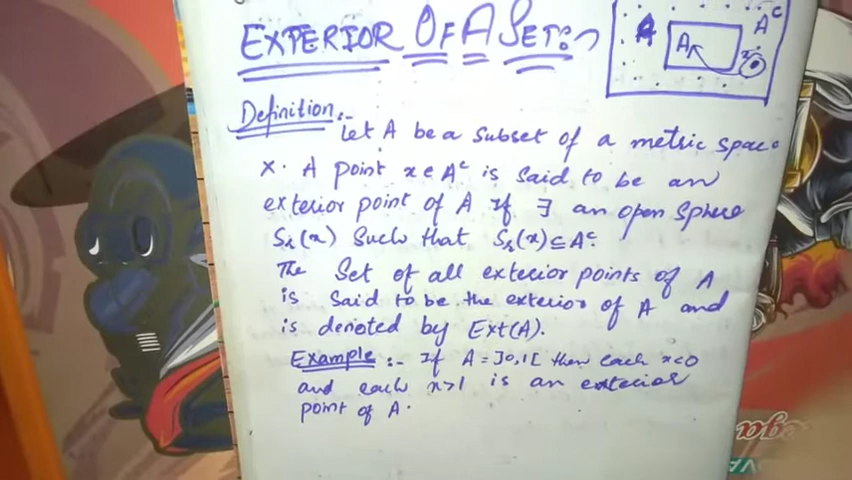 EXTERIOR OF A SET:-
A
A
A^c
x
Definition:-
Let A be a subset of a metric space
X. A point x ∈ A^c is said to be an
exterior point of A if ∃ an open sphere
S_r(x) such that S_r(x) ⊆ A^c.
The Set of all exterior points of A
is said to be the exterior of A and
is denoted by Ext(A).
Example:- If A = ]0,1[ then each x<0
and each x>1 is an exterior
point of A.